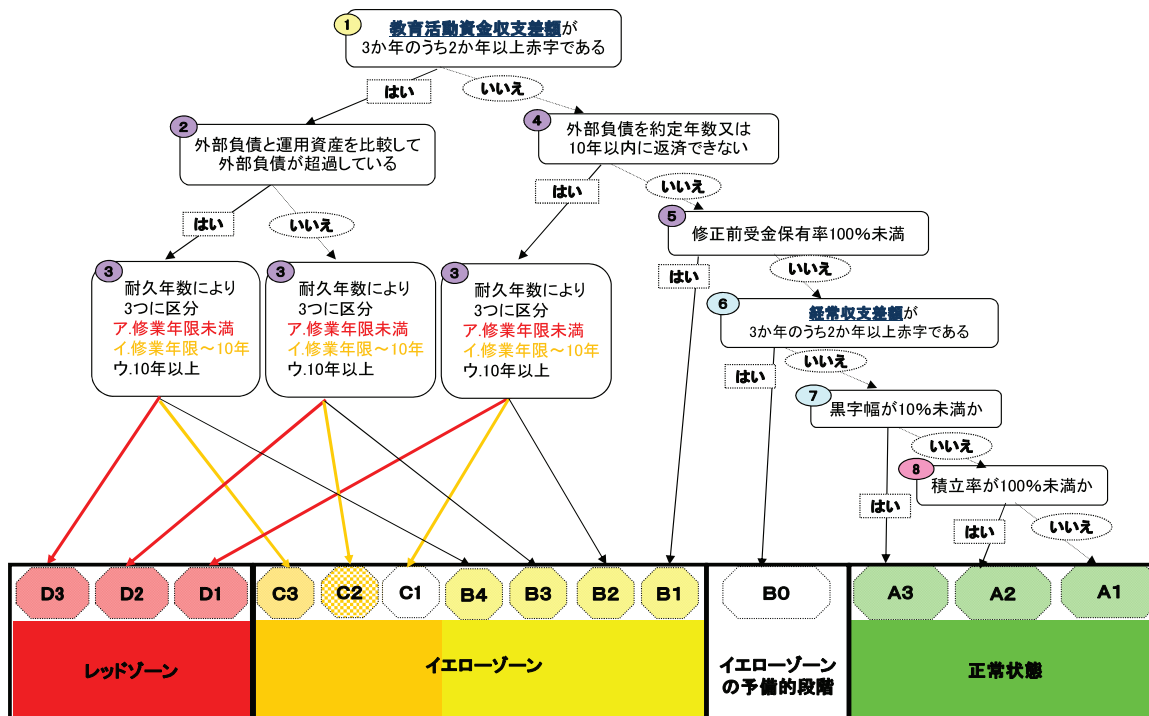 1
教育活動資金収支差額が
3か年のうち2か年以上赤字である
はい
いいえ
2
外部負債と運用資産を比較して
外部負債が超過している
4
外部負債を約定年数又は
10年以内に返済できない
はい
いいえ
はい
いいえ
5
修正前受金保有率100%未満
はい
いいえ
3
耐久年数により
3つに区分
ア.修業年限未満
イ.修業年限～10年
ウ.10年以上
3
耐久年数により
3つに区分
ア.修業年限未満
イ.修業年限～10年
ウ.10年以上
3
耐久年数により
3つに区分
ア.修業年限未満
イ.修業年限～10年
ウ.10年以上
6
経常収支差額が
3か年のうち2か年以上赤字である
はい
いいえ
7
黒字幅が10%未満か
はい
いいえ
8
積立率が100%未満か
はい
いいえ
D3
D2
D1
C3
C2
C1
B4
B3
B2
B1
B0
A3
A2
A1
レッドゾーン
イエローゾーン
イエローゾーン
の予備的段階
正常状態